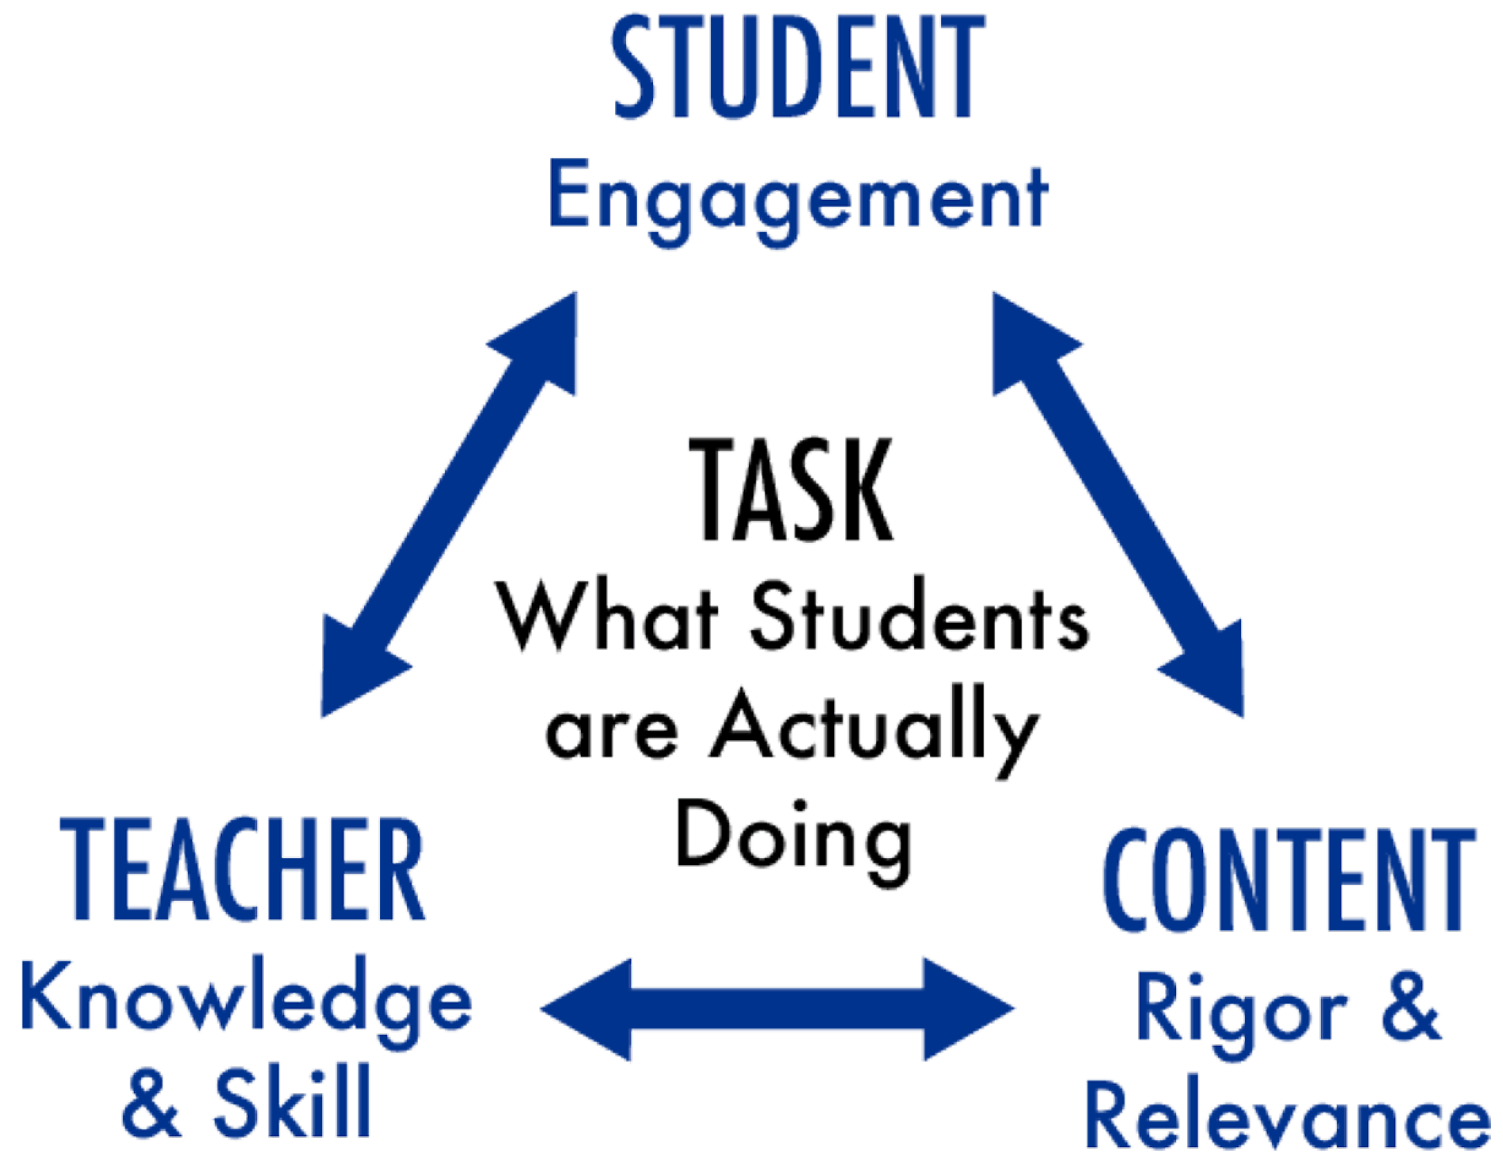 STUDENT
Engagement
TASK
What Students
are Actually
Doing
TEACHER
Knowledge
& Skill
CONTENT
Rigor &
Relevance